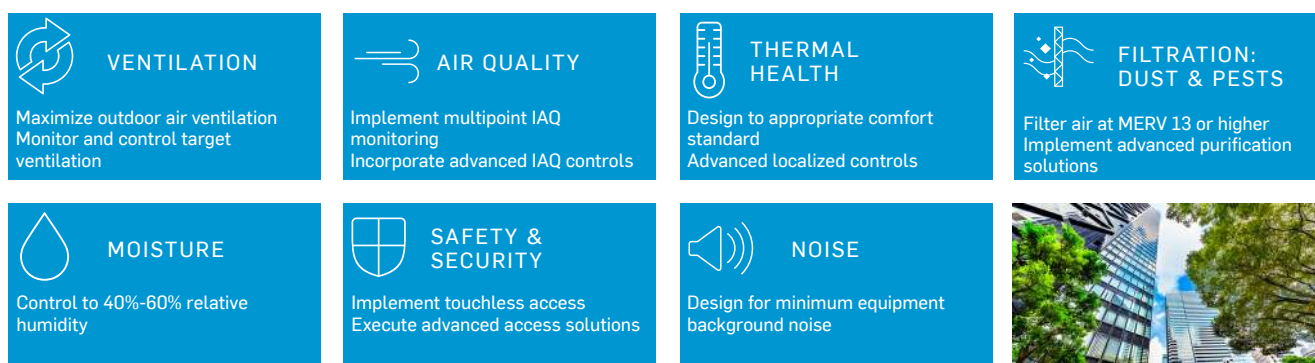 VENTILATION
Maximize outdoor air ventilation
Monitor and control target
ventilation
AIR QUALITY
Implement multipoint IAQ
monitoring
Incorporate advanced IAQ controls
THERMAL
HEALTH
Design to appropriate comfort
standard
Advanced localized controls
FILTRATION:
DUST & PESTS
Filter air at MERV 13 or higher
Implement advanced purification
solutions
MOISTURE
Control to 40%-60% relative
humidity
SAFETY &
SECURITY
Implement touchless access
Execute advanced access solutions
NOISE
Design for minimum equipment
background noise